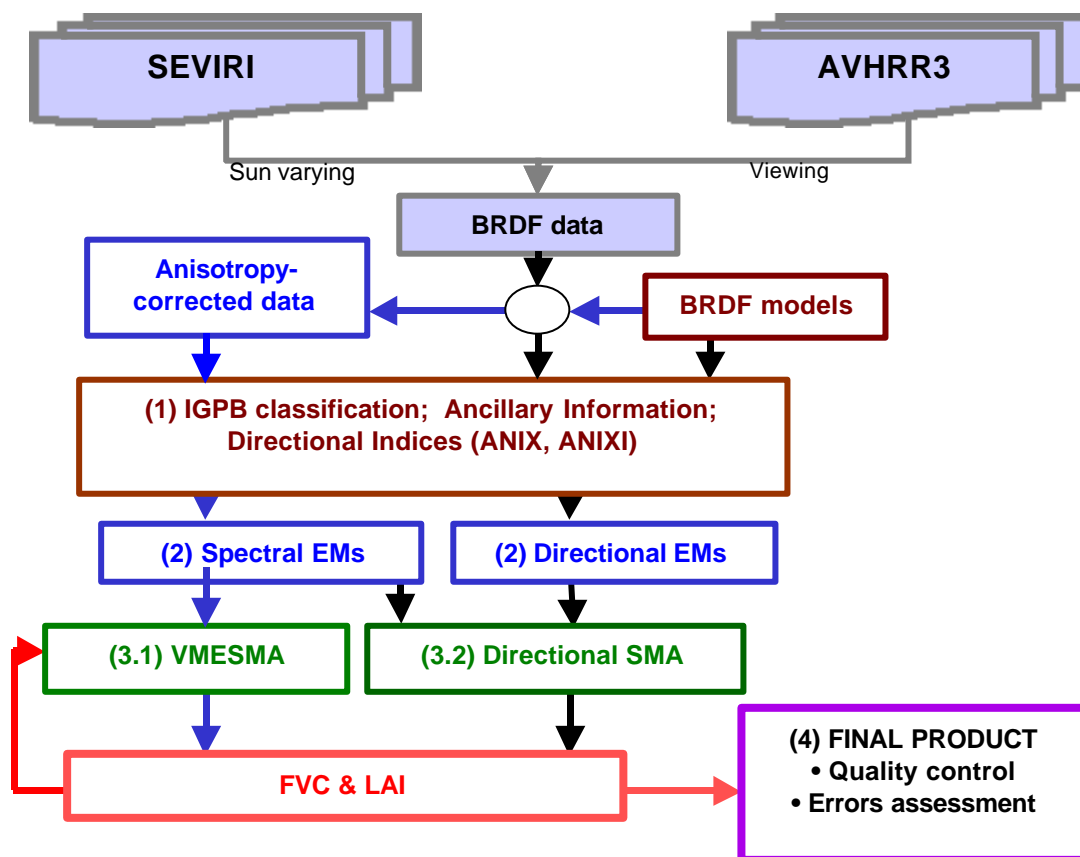 SEVIRI
AVHRR3
Sun varying
Viewing
BRDF data
Anisotropy-
corrected data
BRDF models
(1) IGPB classification; Ancillary Information;
Directional Indices (ANIX, ANIXI)
(2) Spectral EMs
(2) Directional EMs
(3.1) VMESMA
(3.2) Directional SMA
(4) FINAL PRODUCT
• Quality control
• Errors assessment
FVC & LAI